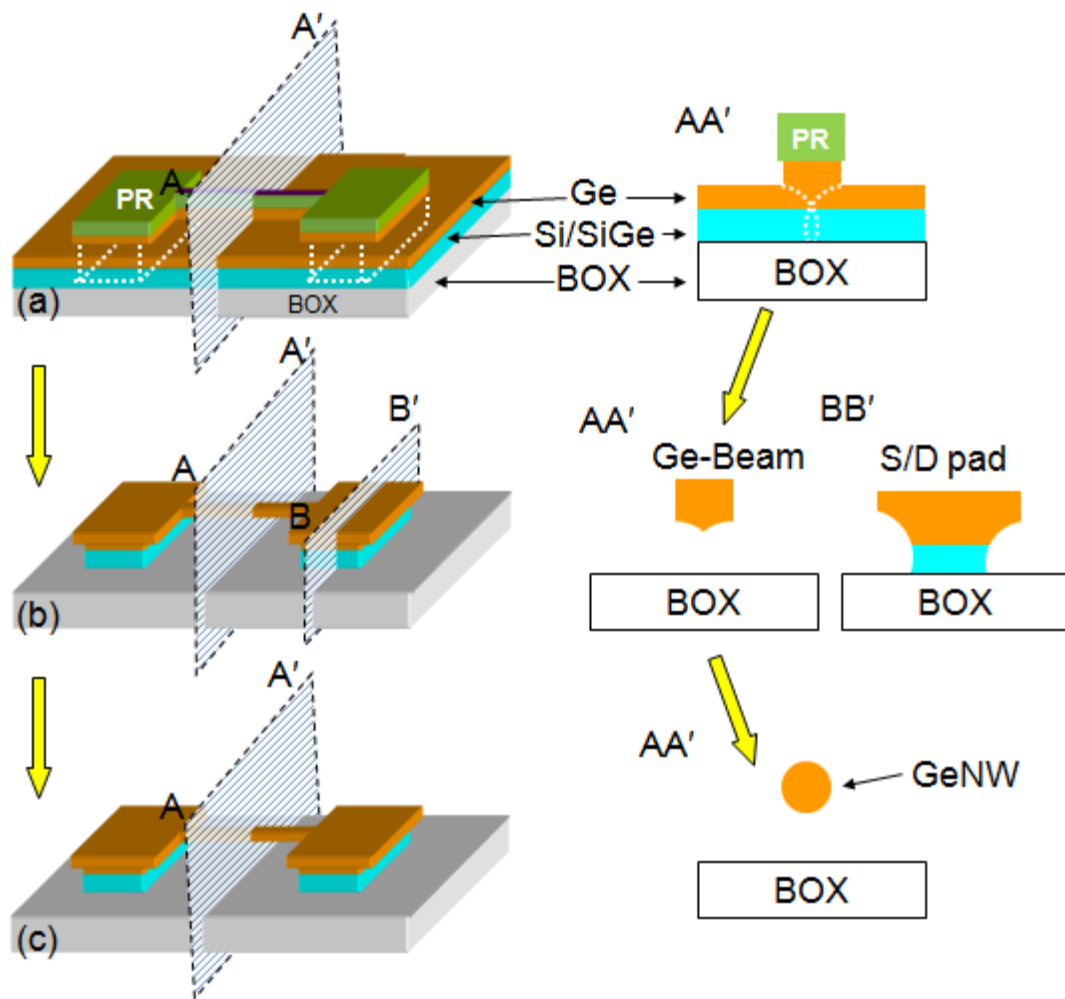 A′
AA′
PR
A
PR
Ge
Si/SiGe
BOX
BOX
BOX
(a)
A′
B′
AA′
BB′
Ge-Beam
S/D pad
A
B
BOX
BOX
(b)
A′
AA′
GeNW
A
BOX
(c)